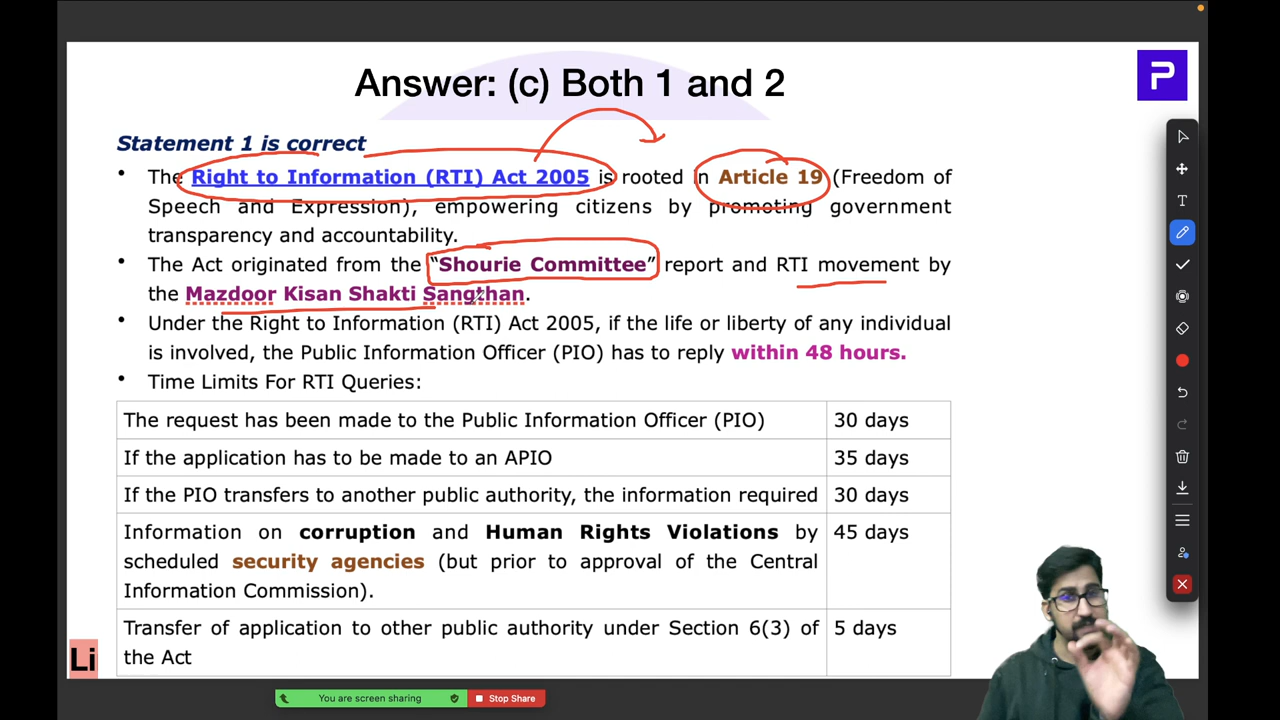 Answer: (c) Both 1 and 2
P
Statement 1 is correct
• The Right to Information (RTI) Act 2005 is rooted in Article 19 (Freedom of
Speech and Expression), empowering citizens by promoting government
transparency and accountability.
• The Act originated from the “Shourie Committee” report and RTI movement by
the Mazdoor Kisan Shakti Sangthan.
• Under the Right to Information (RTI) Act 2005, if the life or liberty of any individual
is involved, the Public Information Officer (PIO) has to reply within 48 hours.
• Time Limits For RTI Queries:
The request has been made to the Public Information Officer (PIO) 30 days
If the application has to be made to an APIO 35 days
If the PIO transfers to another public authority, the information required 30 days
Information on corruption and Human Rights Violations by 45 days
scheduled security agencies (but prior to approval of the Central
Information Commission).
Transfer of application to other public authority under Section 6(3) of 5 days
the Act
Li
T
You are screen sharing Stop Share